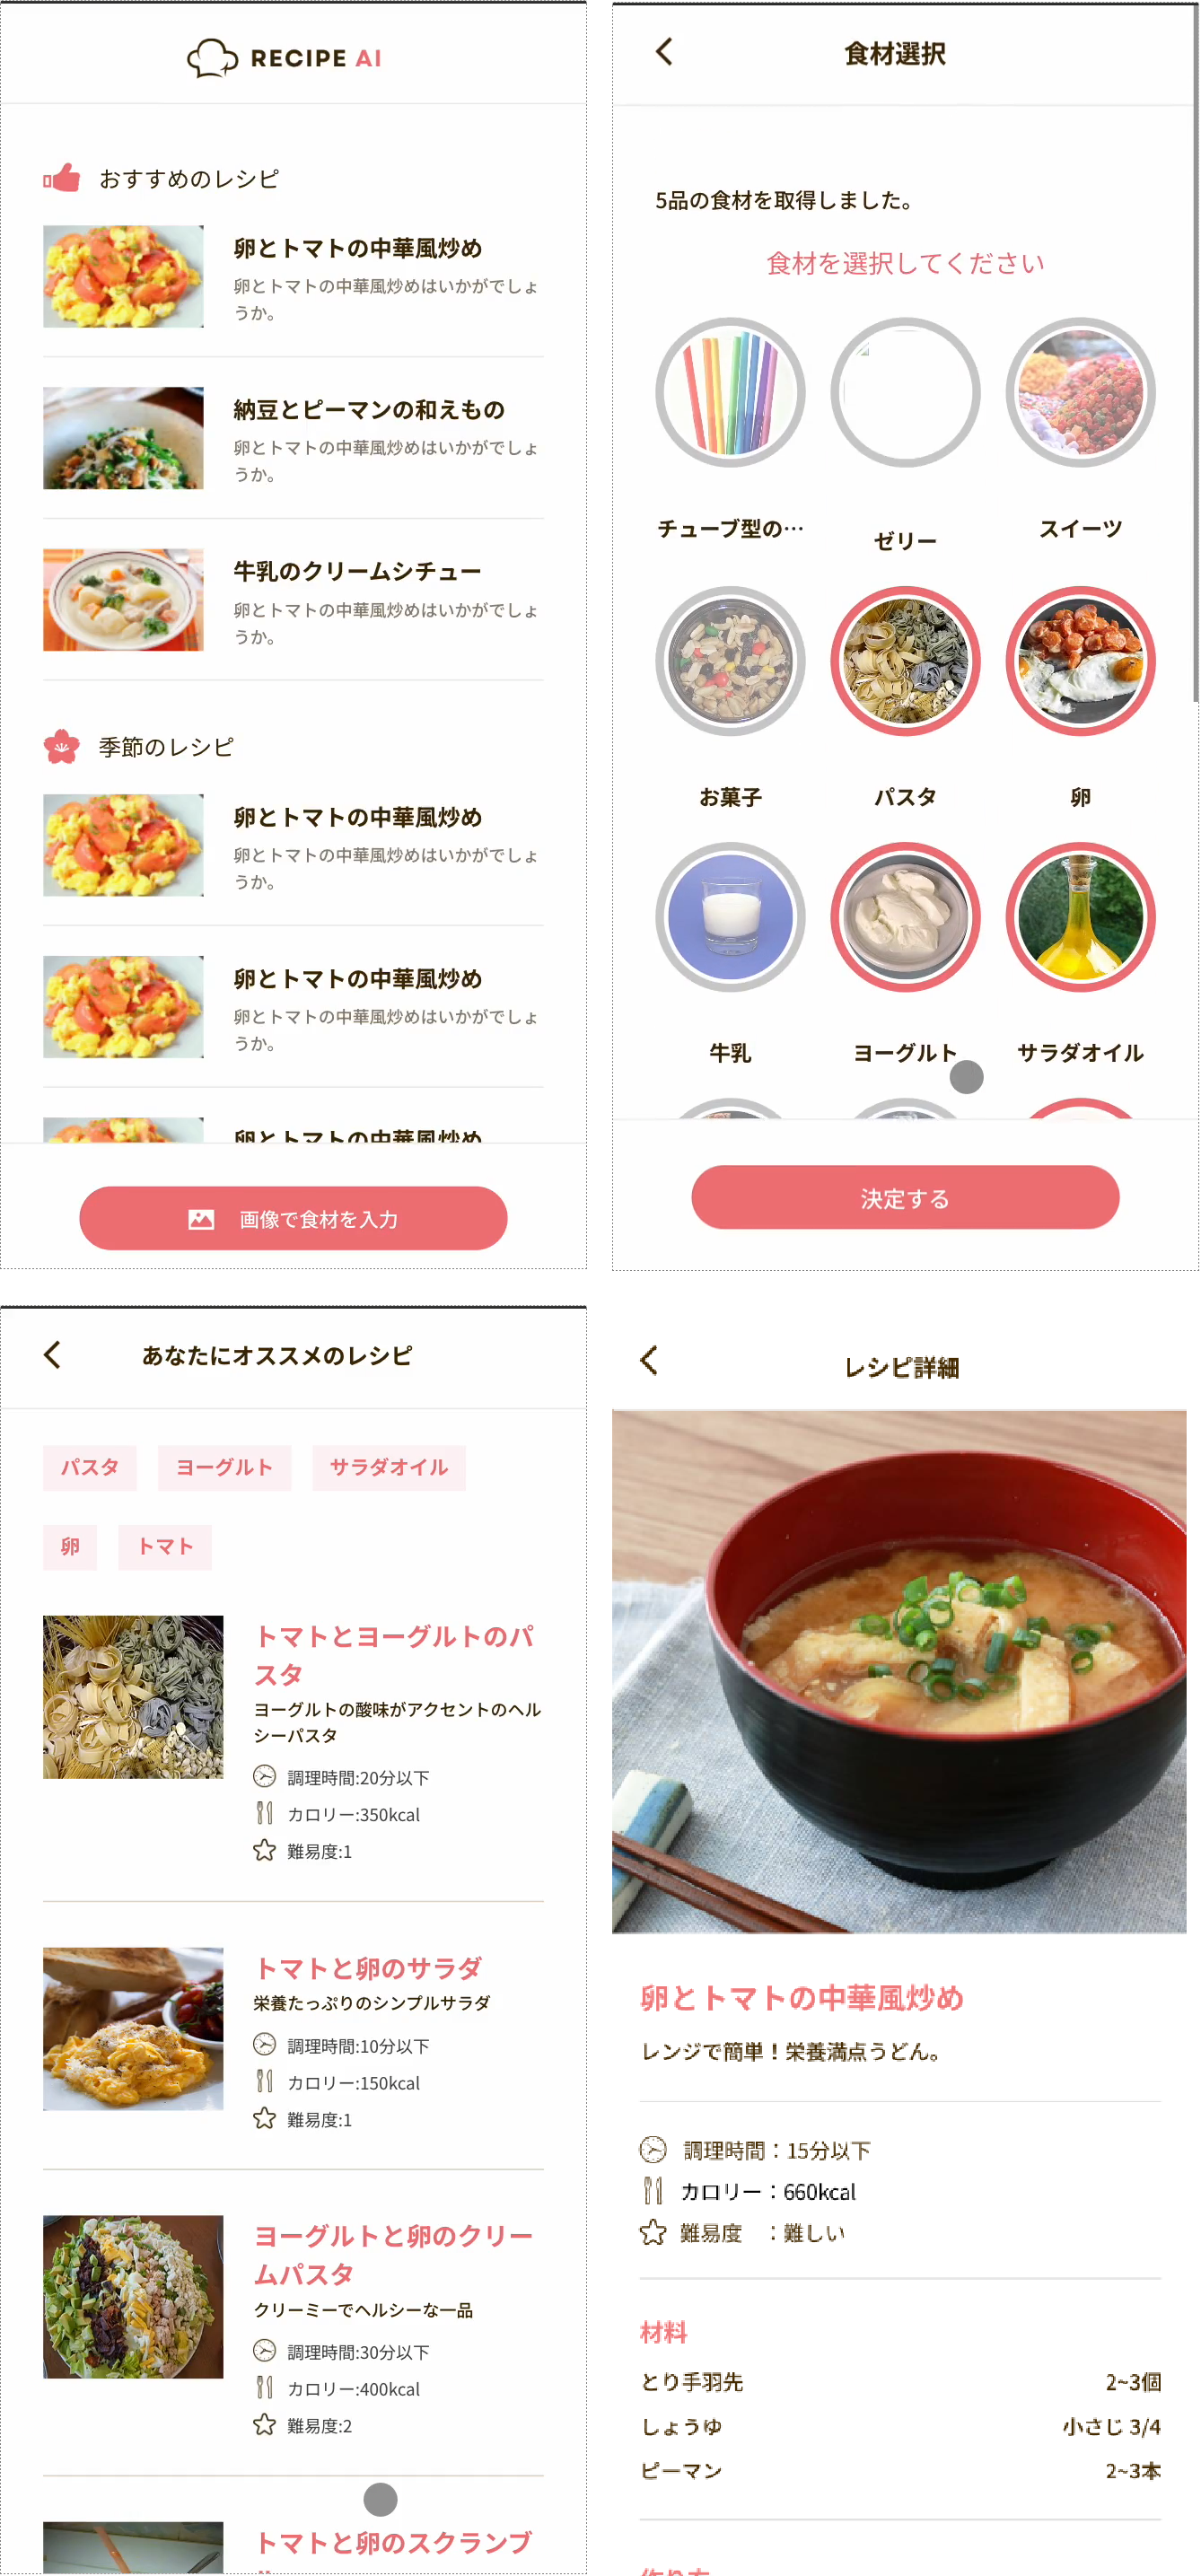 RECIPE AI
おすすめのレシピ
卵とトマトの中華風炒め
卵とトマトの中華風炒めはいかがでしょ
うか。
納豆とピーマンの和えもの
卵とトマトの中華風炒めはいかがでしょ
うか。
牛乳のクリームシチュー
卵とトマトの中華風炒めはいかがでしょ
うか。
季節のレシピ
卵とトマトの中華風炒め
卵とトマトの中華風炒めはいかがでしょ
うか。
卵とトマトの中華風炒め
卵とトマトの中華風炒めはいかがでしょ
うか。
卵とトマトの中華風炒め
画像で食材を入力
食材選択
5品の食材を取得しました。
食材を選択してください
チューブ型の…
ゼリー
スイーツ
お菓子
パスタ
卵
牛乳
ヨーグルト
サラダオイル
決定する
あなたにオススメのレシピ
パスタ
ヨーグルト
サラダオイル
卵
トマト
トマトとヨーグルトのパ
スタ
ヨーグルトの酸味がアクセントのヘル
シーパスタ
調理時間:20分以下
カロリー:350kcal
難易度:1
トマトと卵のサラダ
栄養たっぷりのシンプルサラダ
調理時間:10分以下
カロリー:150kcal
難易度:1
ヨーグルトと卵のクリー
ムパスタ
クリーミーでヘルシーな一品
調理時間:30分以下
カロリー:400kcal
難易度:2
トマトと卵のスクランブ
レシピ詳細
卵とトマトの中華風炒め
レンジで簡単！栄養満点うどん。
調理時間：15分以下
カロリー：660kcal
難易度　：難しい
材料
とり手羽先 2~3個
しょうゆ 小さじ 3/4
ピーマン 2~3本